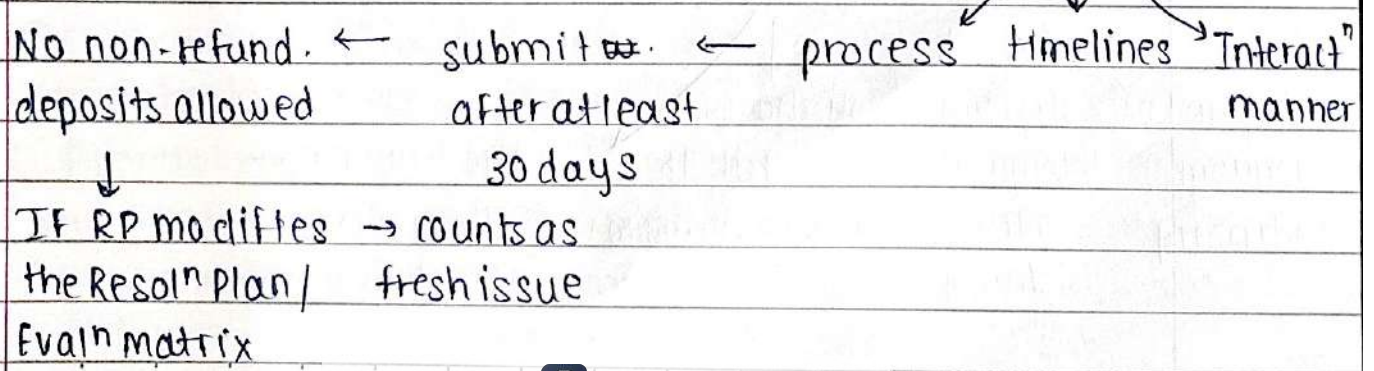 No non-refund. ← submit ← process timelines "Interactⁿ
deposits allowed after atleast manner
↓ 30 days
If RP modifies → counts as
the Resolⁿ Plan/ fresh issue
Evalⁿ matrix